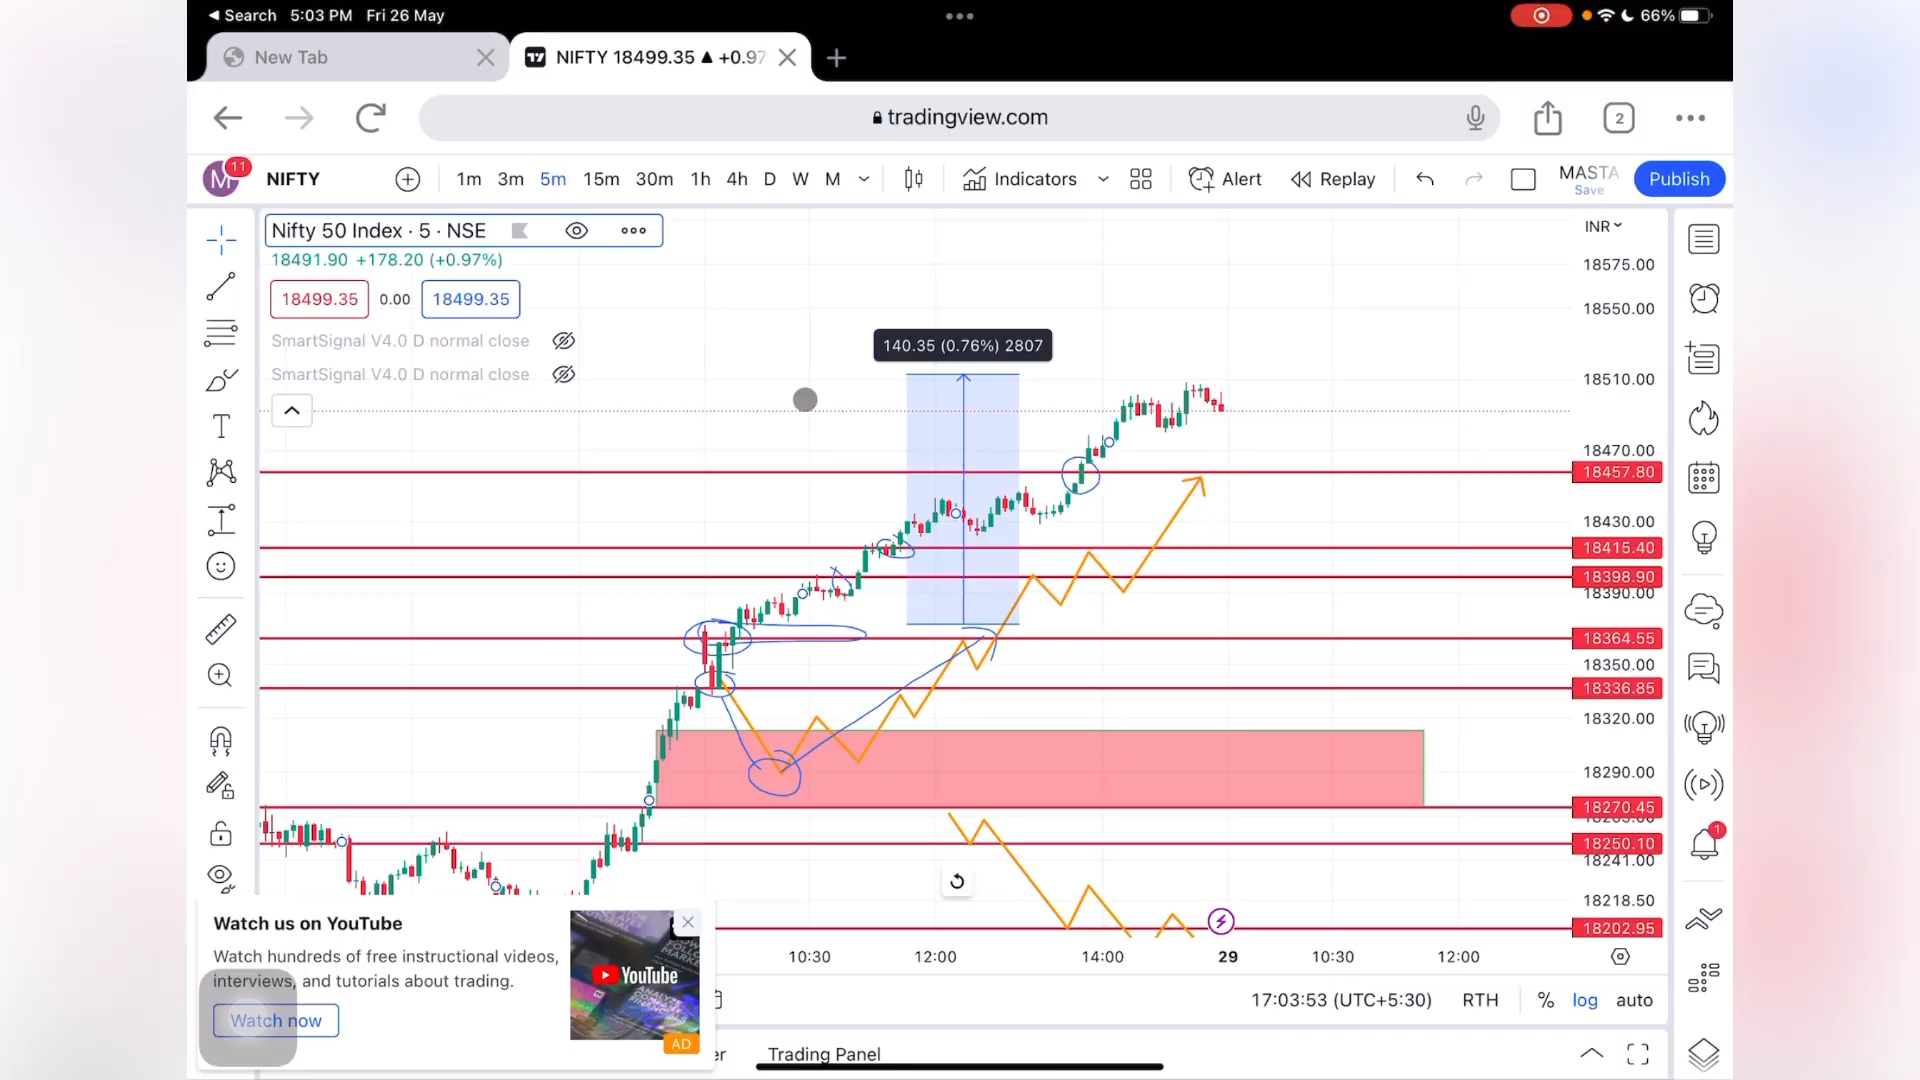 Search 5:03 PM Fri 26 May
66%
New Tab
NIFTY 18499.35 ▲ +0.97
tradingview.com
2
M 11
NIFTY
1m 3m 5m 15m 30m 1h 4h D W M
Indicators
Alert
Replay
MASTA
Save
Publish
Nifty 50 Index · 5 · NSE
18491.90 +178.20 (+0.97%)
18499.35 0.00 18499.35
SmartSignal V4.0 D normal close
SmartSignal V4.0 D normal close
140.35 (0.76%) 2807
INR
18575.00
18550.00
18510.00
18470.00
18457.80
18430.00
18415.40
18398.90
18390.00
18364.55
18350.00
18336.85
18320.00
18290.00
18270.45
18250.10
18241.00
18218.50
18202.95
1
Watch us on YouTube
Watch hundreds of free instructional videos,
interviews, and tutorials about trading.
Watch now
YouTube
AD
10:30 12:00 14:00 29 10:30 12:00
17:03:53 (UTC+5:30) RTH % log auto
er Trading Panel